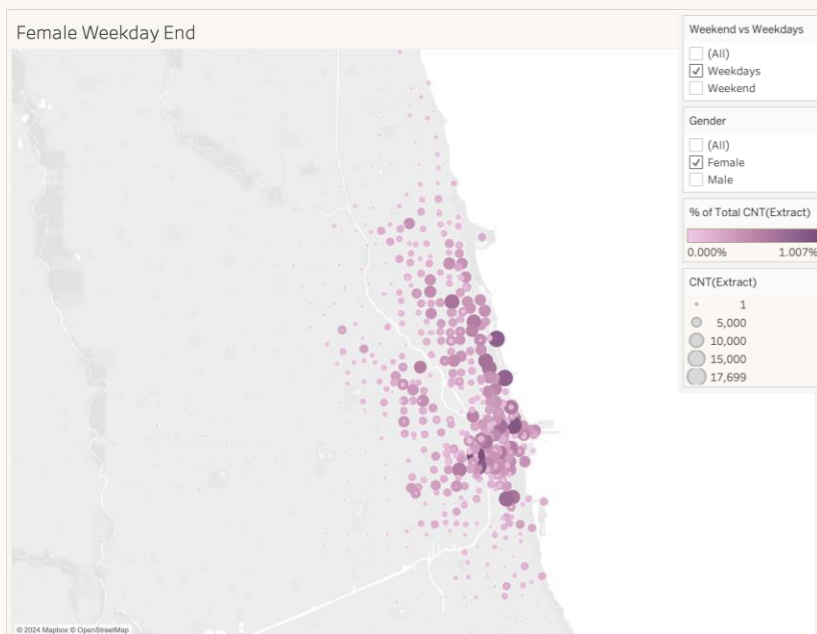 Female Weekday End
Weekend vs Weekdays
(All)
Weekdays
Weekend
Gender
(All)
Female
Male
% of Total CNT(Extract)
0.000% 1.007%
CNT(Extract)
1
5,000
10,000
15,000
17,699
© 2024 Mapbox © OpenStreetMap